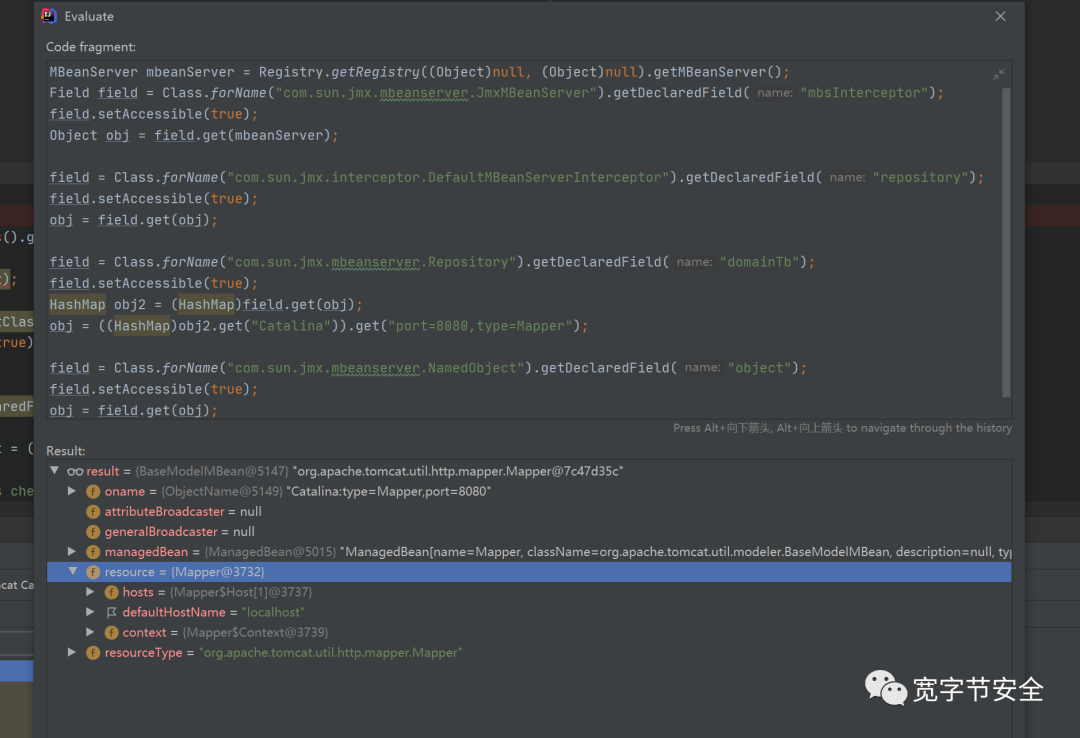 Evaluate
Code fragment:
MBeanServer mbeanServer = Registry.getRegistry((Object)null, (Object)null).getMBeanServer();
Field field = Class.forName("com.sun.jmx.mbeanserver.JmxMBeanServer").getDeclaredField( name: "mbsInterceptor");
field.setAccessible(true);
Object obj = field.get(mbeanServer);
field = Class.forName("com.sun.jmx.interceptor.DefaultMBeanServerInterceptor").getDeclaredField( name: "repository");
field.setAccessible(true);
obj = field.get(obj);
().g
field = Class.forName("com.sun.jmx.mbeanserver.Repository").getDeclaredField( name: "domainTb");
field.setAccessible(true);
);
HashMap obj2 = (HashMap)field.get(obj);
obj = ((HashMap)obj2.get("Catalina")).get("port=8080,type=Mapper");
tClas
true)
field = Class.forName("com.sun.jmx.mbeanserver.NamedObject").getDeclaredField( name: "object");
field.setAccessible(true);
aredF
obj = field.get(obj);
Press Alt+向下箭头, Alt+向上箭头 to navigate through the history
t = (
Result:
result = {BaseModelMBean@5147} "org.apache.tomcat.util.http.mapper.Mapper@7c47d35c"
oname = {ObjectName@5149} "Catalina:type=Mapper,port=8080"
s che
attributeBroadcaster = null
generalBroadcaster = null
managedBean = {ManagedBean@5015} "ManagedBean[name=Mapper, className=org.apache.tomcat.util.modeler.BaseModelMBean, description=null, typ
resource = {Mapper@3732}
cat Ca
hosts = {Mapper$Host[1]@3737}
defaultHostName = "localhost"
context = {Mapper$Context@3739}
resourceType = "org.apache.tomcat.util.http.mapper.Mapper"
宽字节安全